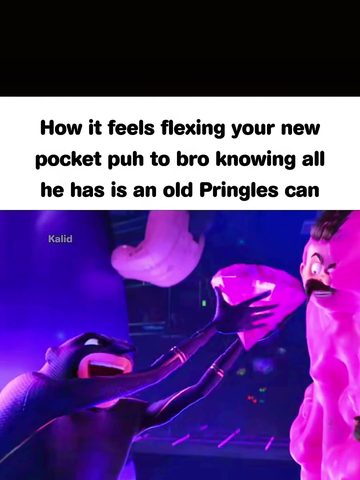 How it feels flexing your new
pocket puh to bro knowing all
he has is an old Pringles can
Kalid